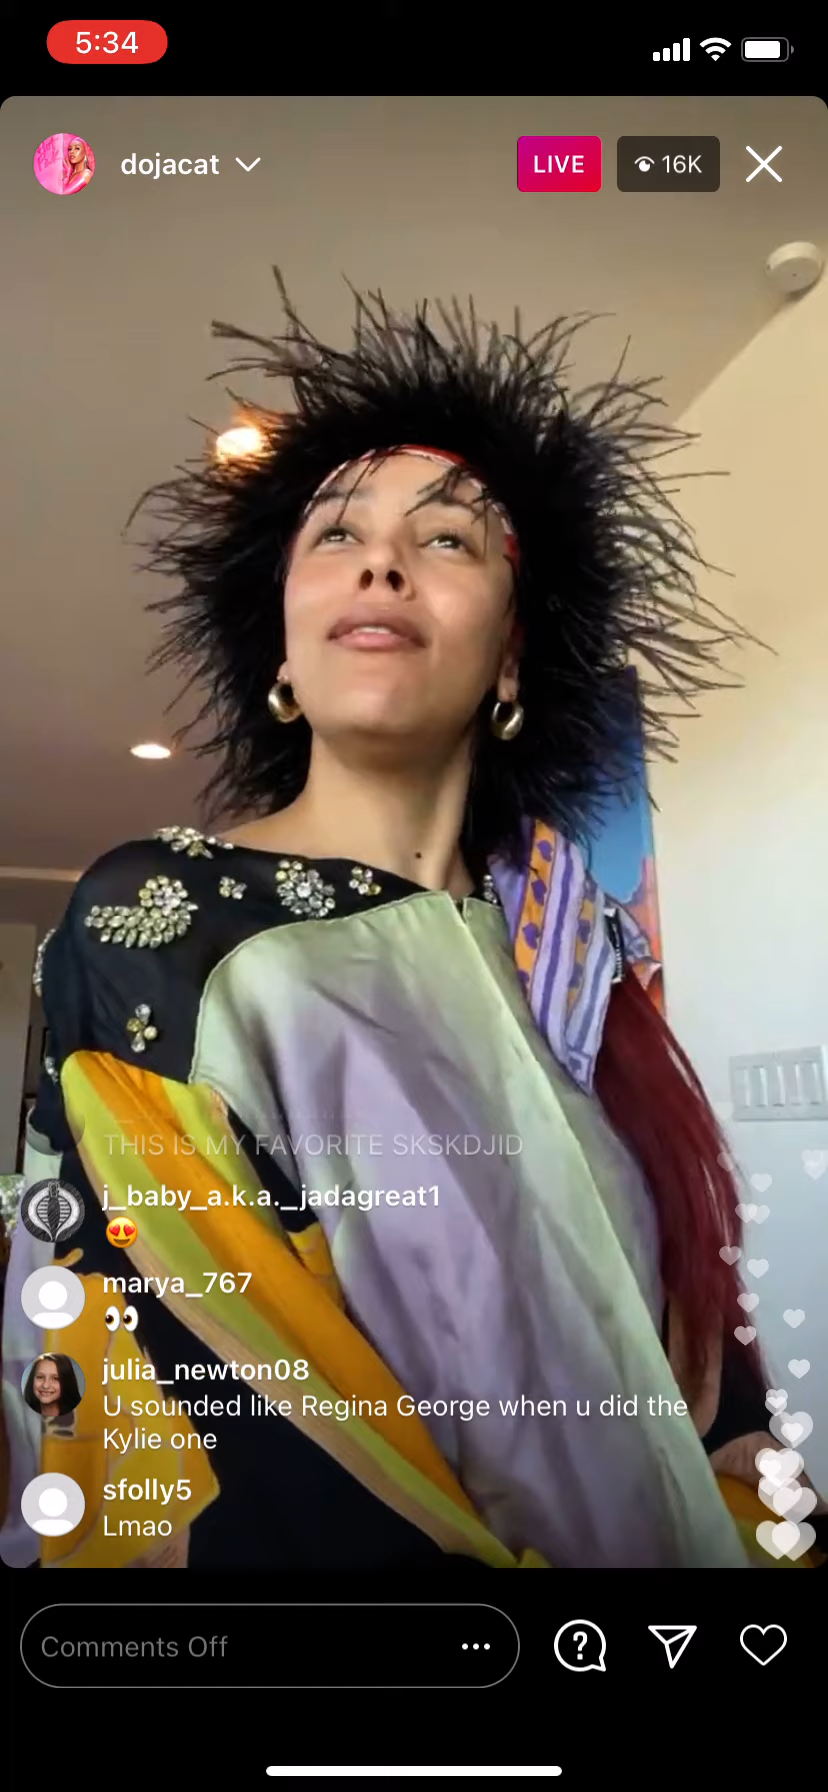 5:34
dojacat
LIVE
16K
THIS IS MY FAVORITE SKSKDJID
j_baby_a.k.a._jadagreat1
😍
marya_767
👀
julia_newton08
U sounded like Regina George when u did the
Kylie one
sfolly5
Lmao
Comments Off